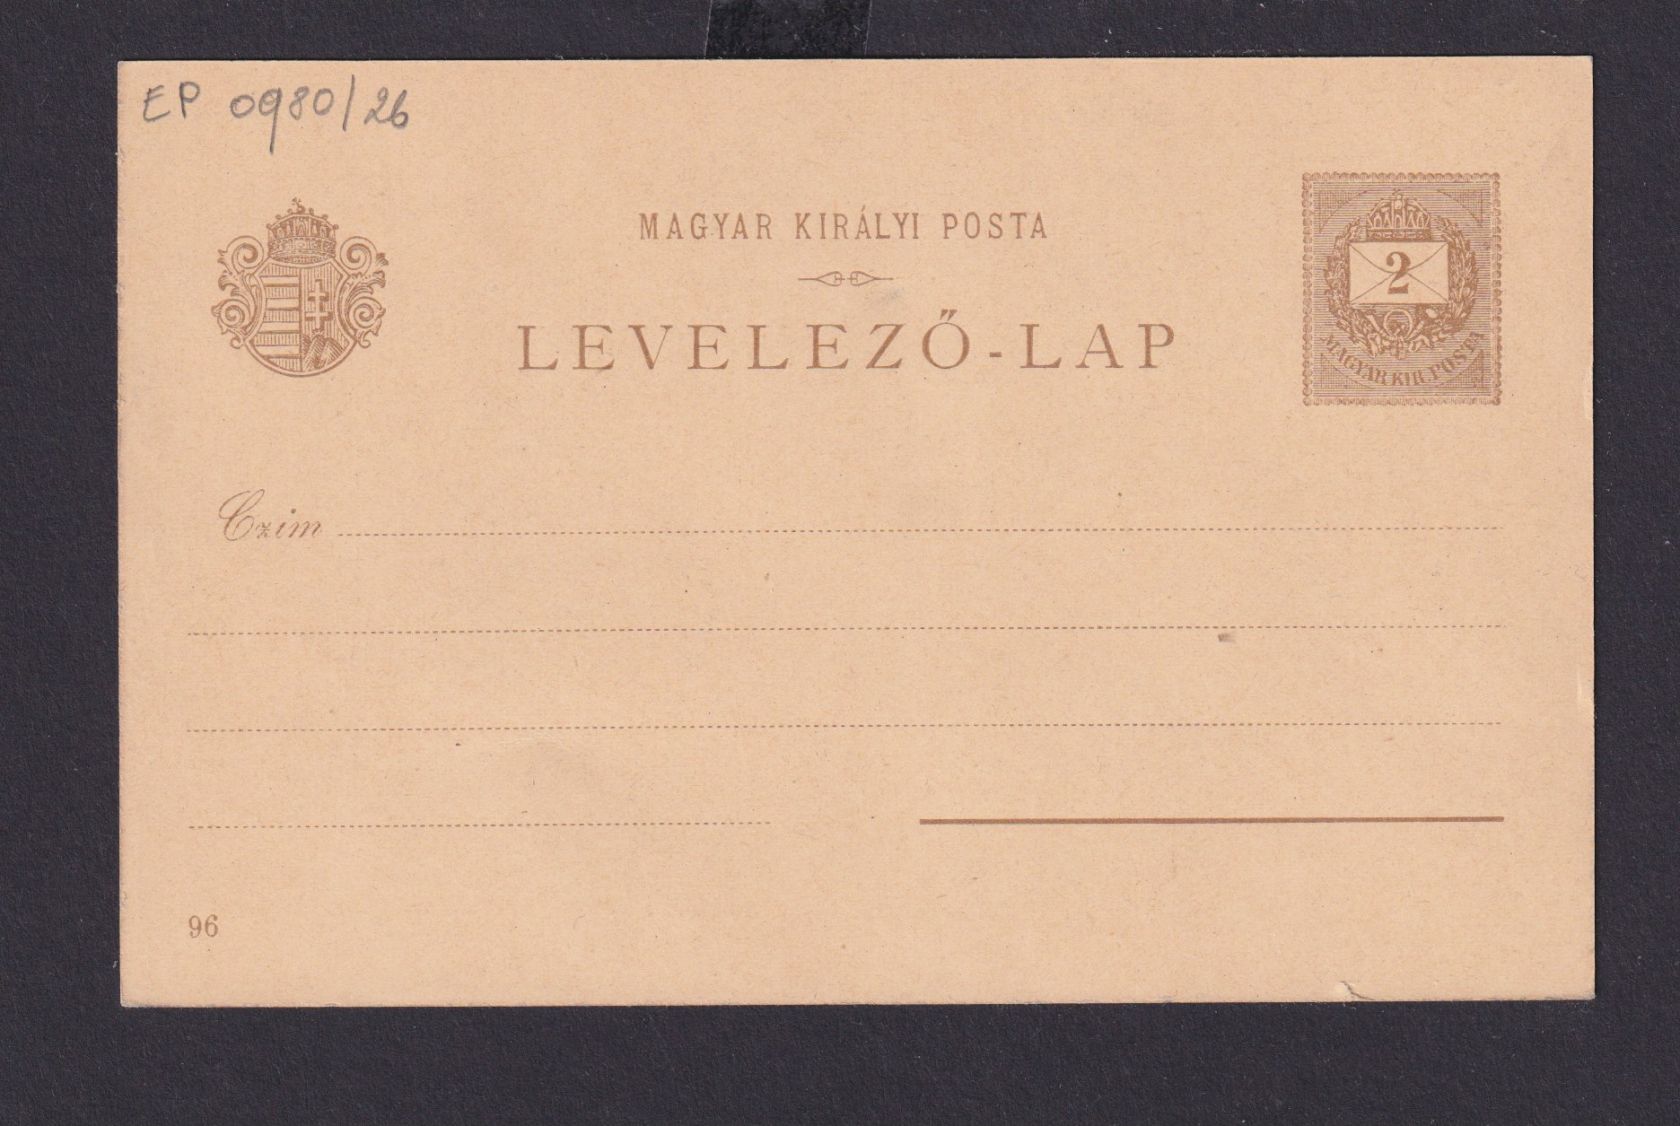 EP 0980/26
MAGYAR KIRÁLYI POSTA
LEVELEZŐ-LAP
2
MAGYAR KIR. POSTA
Czim
96